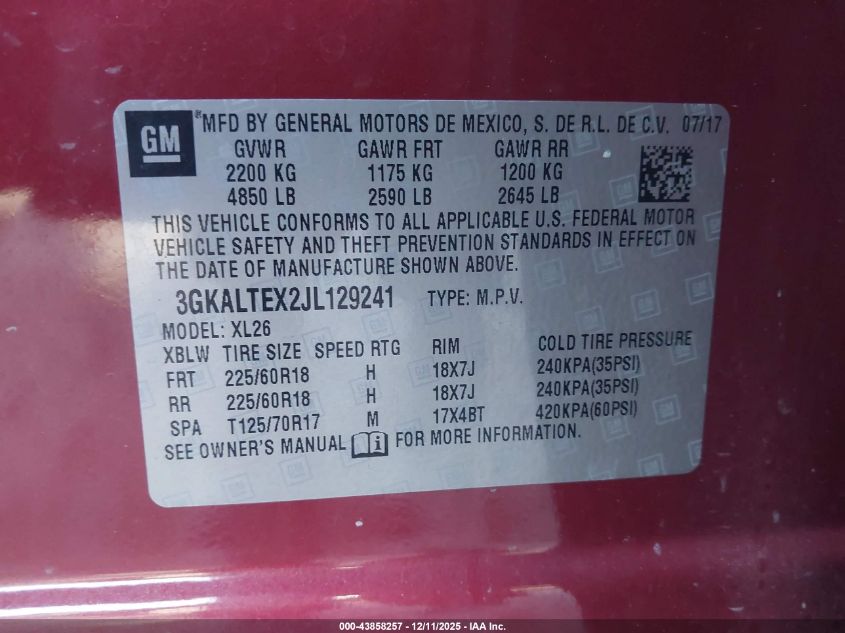 GM ® MFD BY GENERAL MOTORS DE MEXICO, S. DE R.L. DE C.V. 07/17
GVWR GAWR FRT GAWR RR
2200 KG 1175 KG 1200 KG
4850 LB 2590 LB 2645 LB
THIS VEHICLE CONFORMS TO ALL APPLICABLE U.S. FEDERAL MOTOR
VEHICLE SAFETY AND THEFT PREVENTION STANDARDS IN EFFECT ON
THE DATE OF MANUFACTURE SHOWN ABOVE.
3GKALTEX2JL129241 TYPE: M.P.V.
MODEL: XL26
XBLW TIRE SIZE SPEED RTG RIM COLD TIRE PRESSURE
FRT 225/60R18 H 18X7J 240KPA(35PSI)
RR 225/60R18 H 18X7J 240KPA(35PSI)
SPA T125/70R17 M 17X4BT 420KPA(60PSI)
SEE OWNER'S MANUAL i FOR MORE INFORMATION.
000-43858257 - 12/11/2025 - IAA Inc.